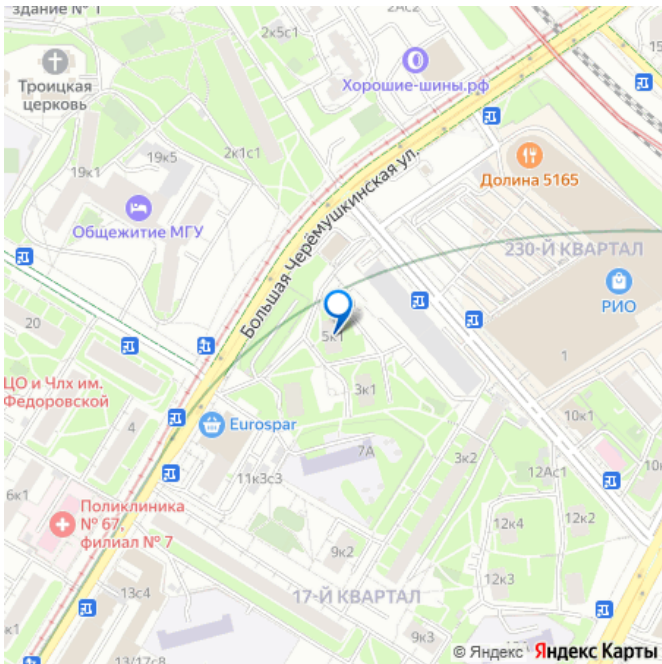 здание № 1
2к5с1
2Ас2
Троицкая
церковь
Хорошие-шины.рф
19к5
2к1с1
19к1
Долина 5165
Общежитие МГУ
Большая Черёмушкинская ул.
230-Й КВАРТАЛ
РИО
20
5к1
1
ЦО и Члх им.
Федоровской
3к1
4
Eurospar
10к1
7А
3к2
11к3с3
12Ас1
6к1
Поликлиника
№ 67,
филиал № 7
12к4
12к2
9к2
12к3
13с4
17-Й КВАРТАЛ
9к3
13/17с8
© Яндекс Яндекс Карты